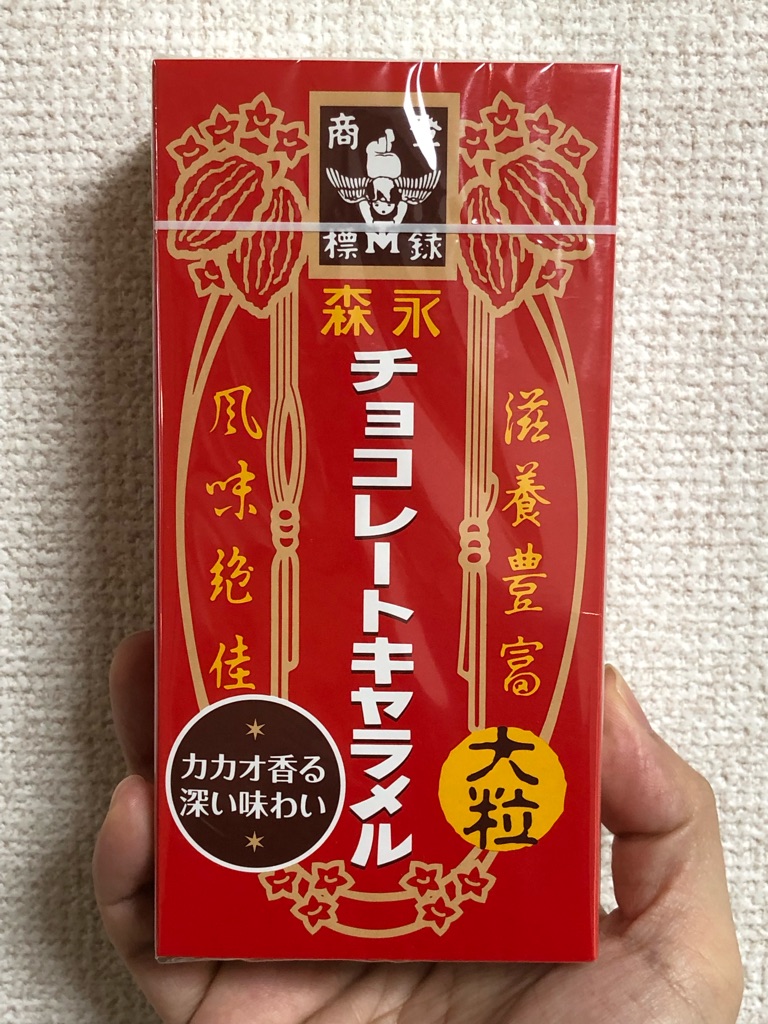 登録
商標
M
森永
チョコレートキャラメル
滋養豊富
風味絶佳
カカオ香る
深い味わい
大粒